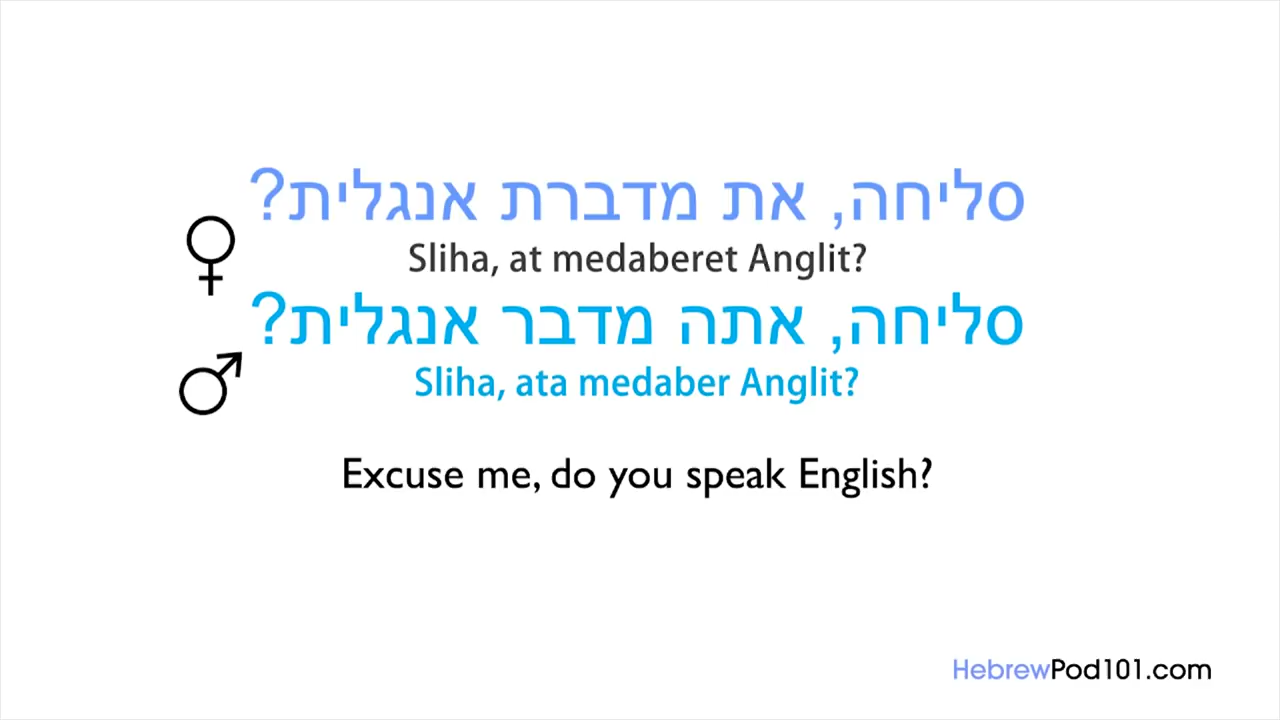 סליחה, את מדברת אנגלית?
Sliha, at medaberet Anglit?
סליחה, אתה מדבר אנגלית?
Sliha, ata medaber Anglit?
Excuse me, do you speak English?
HebrewPod101.com